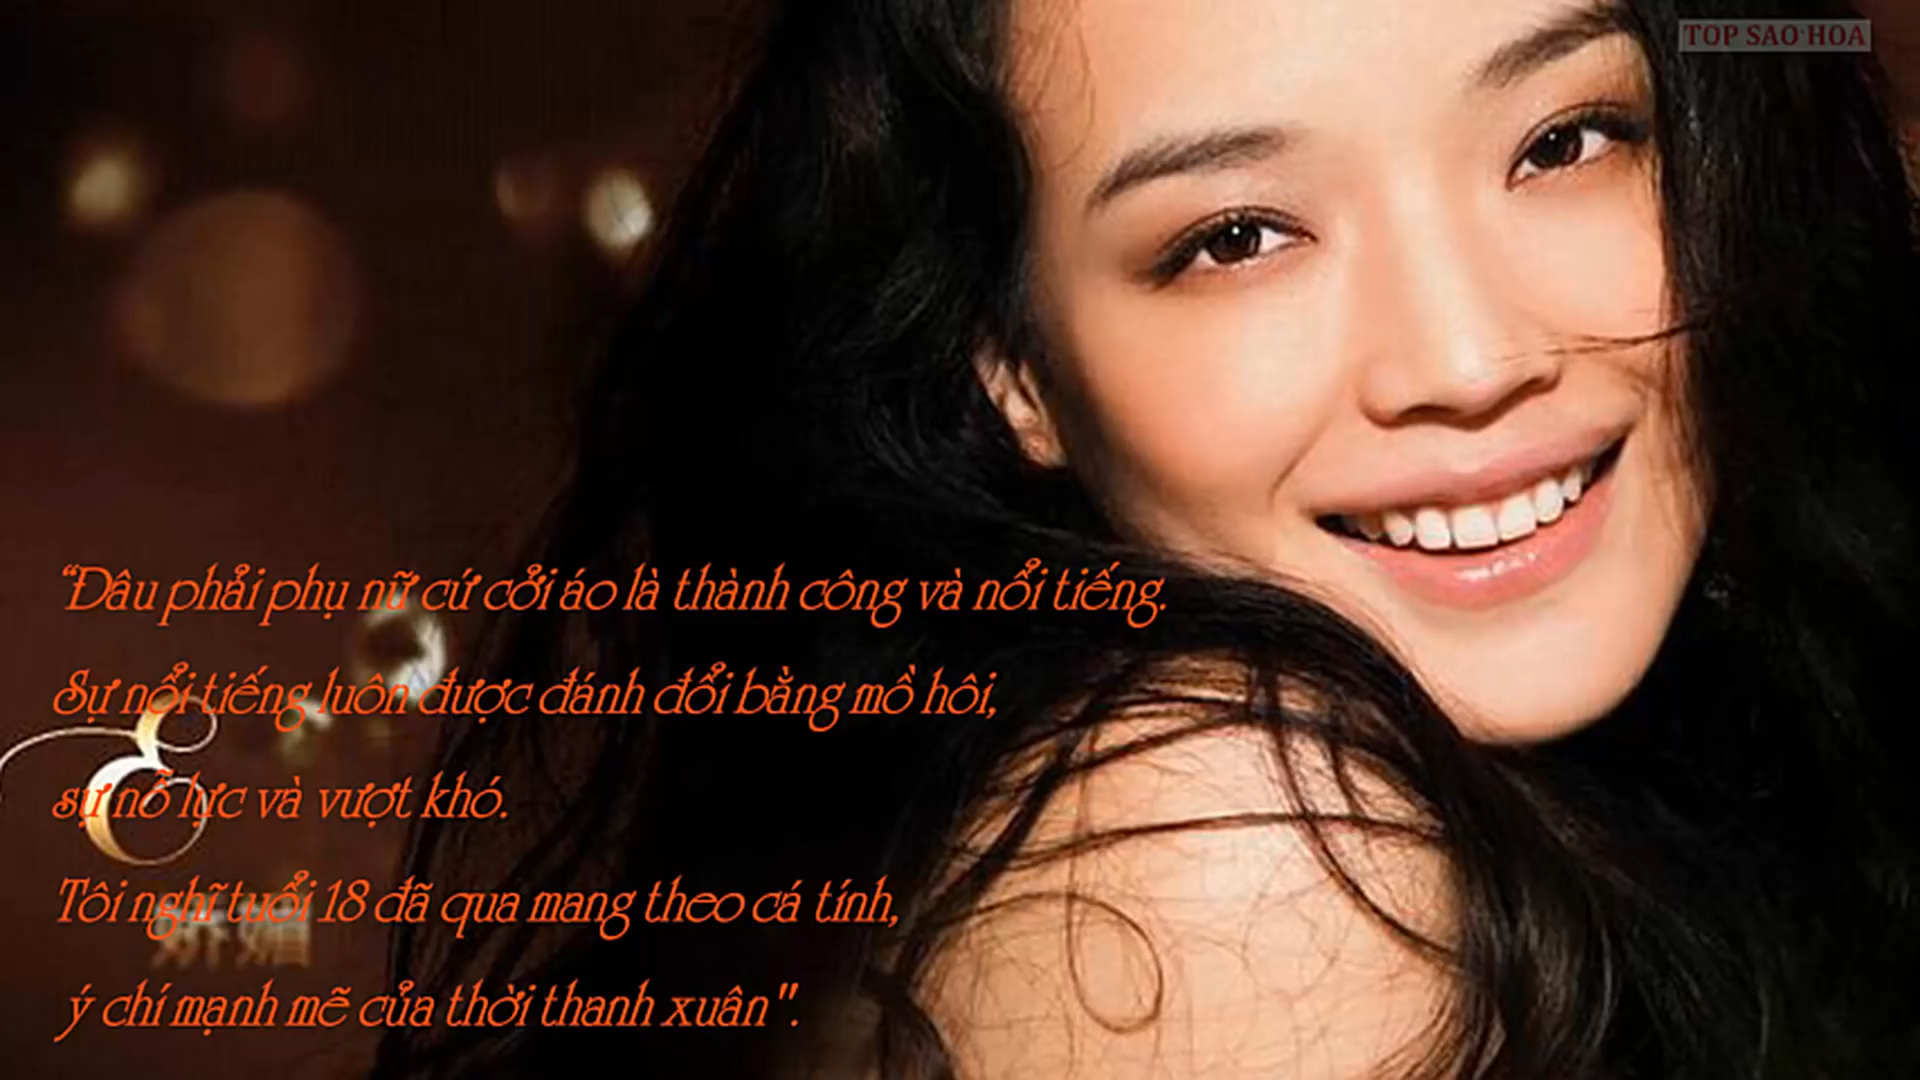 TOP SAO HOA
“Đâu phải phụ nữ cứ cởi áo là thành công và nổi tiếng.
Sự nổi tiếng luôn được đánh đổi bằng mồ hôi,
sự nỗ lực và vượt khó.
Tôi nghĩ tuổi 18 đã qua mang theo cá tính,
ý chí mạnh mẽ của thời thanh xuân".
E
娇媚